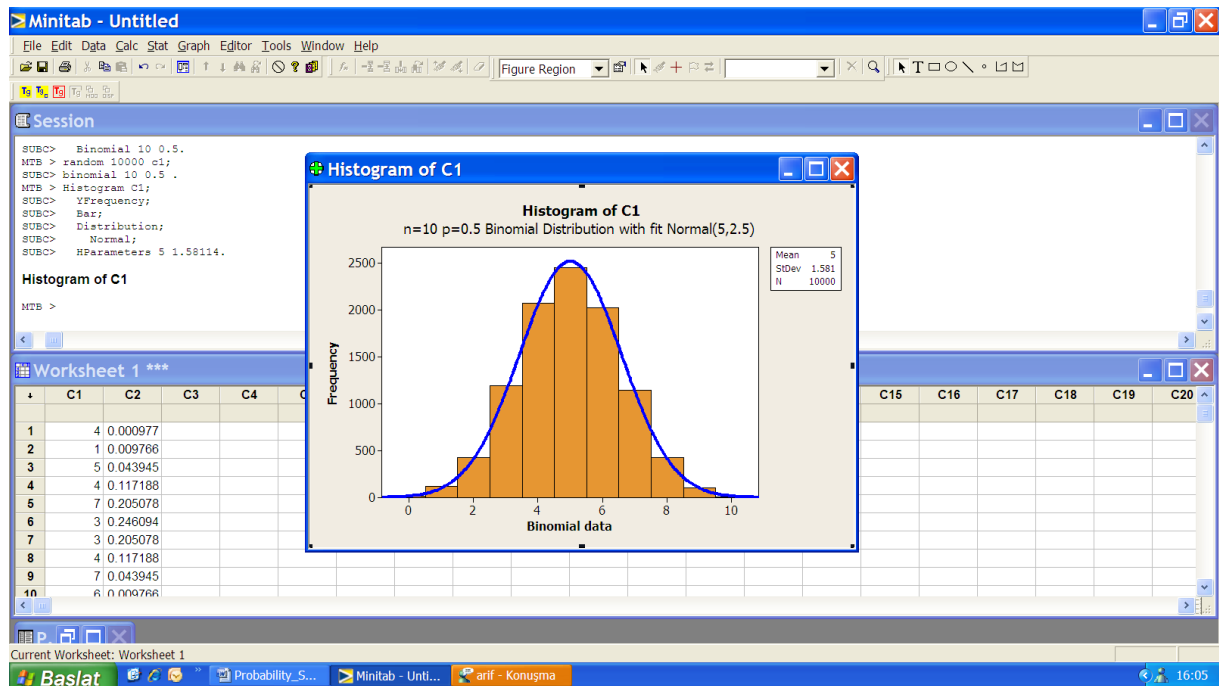 Minitab - Untitled
File Edit Data Calc Stat Graph Editor Tools Window Help
Figure Region
Session
SUBC> Binomial 10 0.5.
MTB > random 10000 c1;
SUBC> binomial 10 0.5 .
MTB > Histogram C1;
SUBC> YFrequency;
SUBC> Bar;
SUBC> Distribution;
SUBC> Normal;
SUBC> HParameters 5 1.58114.
Histogram of C1
MTB >
Histogram of C1
Histogram of C1
n=10 p=0.5 Binomial Distribution with fit Normal(5,2.5)
Mean 5
StDev 1.581
N 10000
Frequency
2500
2000
1500
1000
500
0
0 2 4 6 8 10
Binomial data
Worksheet 1 ***
C1 C2 C3 C4 C15 C16 C17 C18 C19 C20
1 4 0.000977
2 1 0.009766
3 5 0.043945
4 4 0.117188
5 7 0.205078
6 3 0.246094
7 3 0.205078
8 4 0.117188
9 7 0.043945
10 6 0.009766
P...
Current Worksheet: Worksheet 1
Baslat Probability_S... Minitab - Unti... arif - Konuşma 16:05